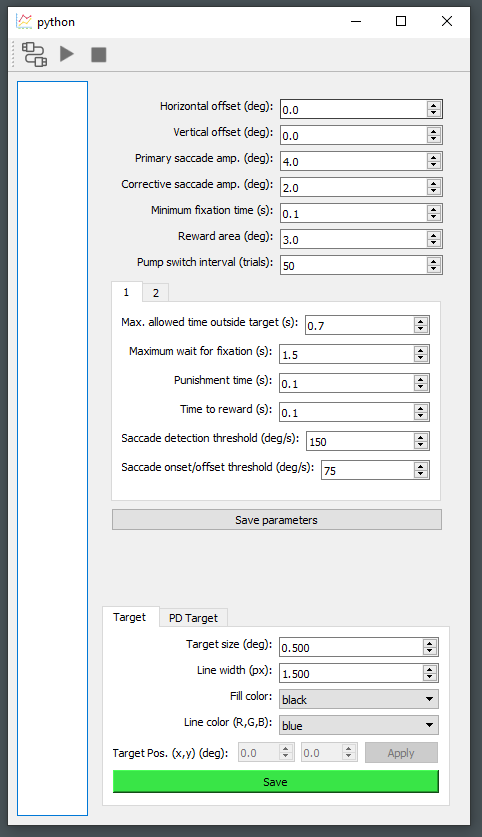 python
Horizontal offset (deg): 0.0
Vertical offset (deg): 0.0
Primary saccade amp. (deg): 4.0
Corrective saccade amp. (deg): 2.0
Minimum fixation time (s): 0.1
Reward area (deg): 3.0
Pump switch interval (trials): 50
1 2
Max. allowed time outside target (s): 0.7
Maximum wait for fixation (s): 1.5
Punishment time (s): 0.1
Time to reward (s): 0.1
Saccade detection threshold (deg/s): 150
Saccade onset/offset threshold (deg/s): 75
Save parameters
Target PD Target
Target size (deg): 0.500
Line width (px): 1.500
Fill color: black
Line color (R,G,B): blue
Target Pos. (x,y) (deg): 0.0 0.0 Apply
Save